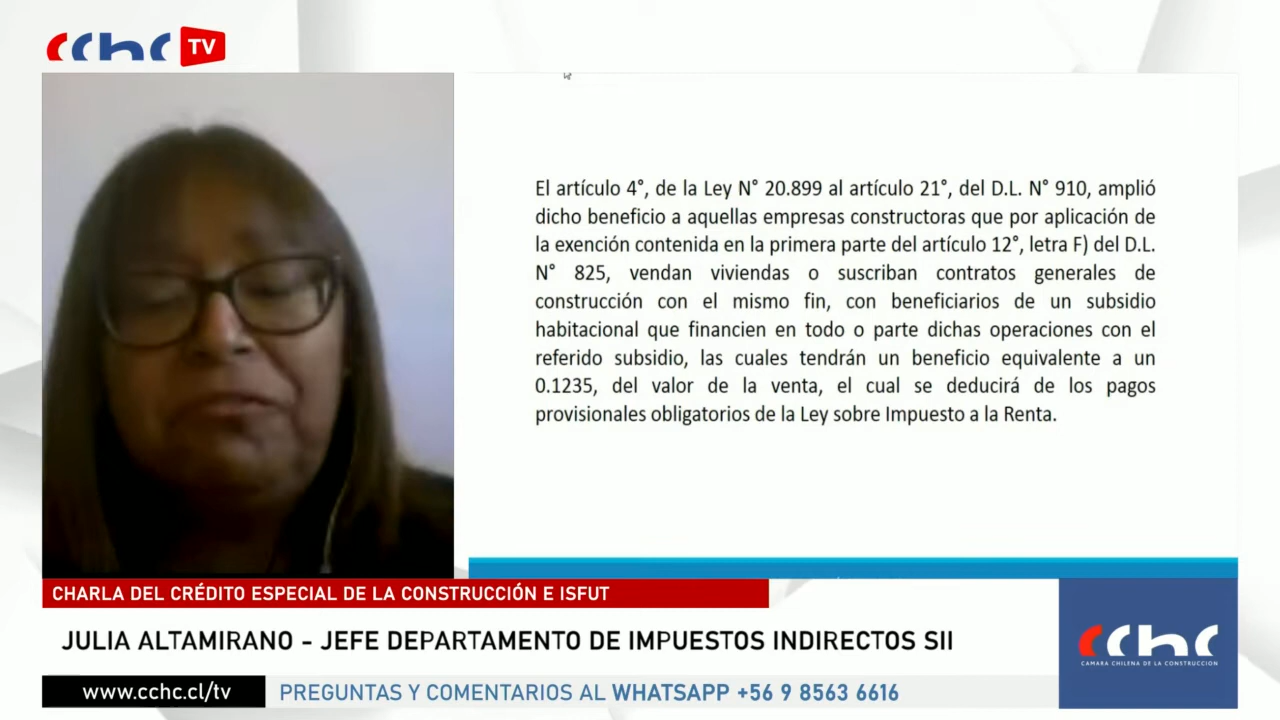 cchc TV
El artículo 4°, de la Ley N° 20.899 al artículo 21°, del D.L. N° 910, amplió
dicho beneficio a aquellas empresas constructoras que por aplicación de
la exención contenida en la primera parte del artículo 12°, letra F) del D.L.
N° 825, vendan viviendas o suscriban contratos generales de
construcción con el mismo fin, con beneficiarios de un subsidio
habitacional que financien en todo o parte dichas operaciones con el
referido subsidio, las cuales tendrán un beneficio equivalente a un
0.1235, del valor de la venta, el cual se deducirá de los pagos
provisionales obligatorios de la Ley sobre Impuesto a la Renta.
CHARLA DEL CRÉDITO ESPECIAL DE LA CONSTRUCCIÓN E ISFUT
JULIA ALTAMIRANO – JEFE DEPARTAMENTO DE IMPUESTOS INDIRECTOS SII
cchc
CAMARA CHILENA DE LA CONSTRUCCION
www.cchc.cl/tv
PREGUNTAS Y COMENTARIOS AL WHATSAPP +56 9 8563 6616